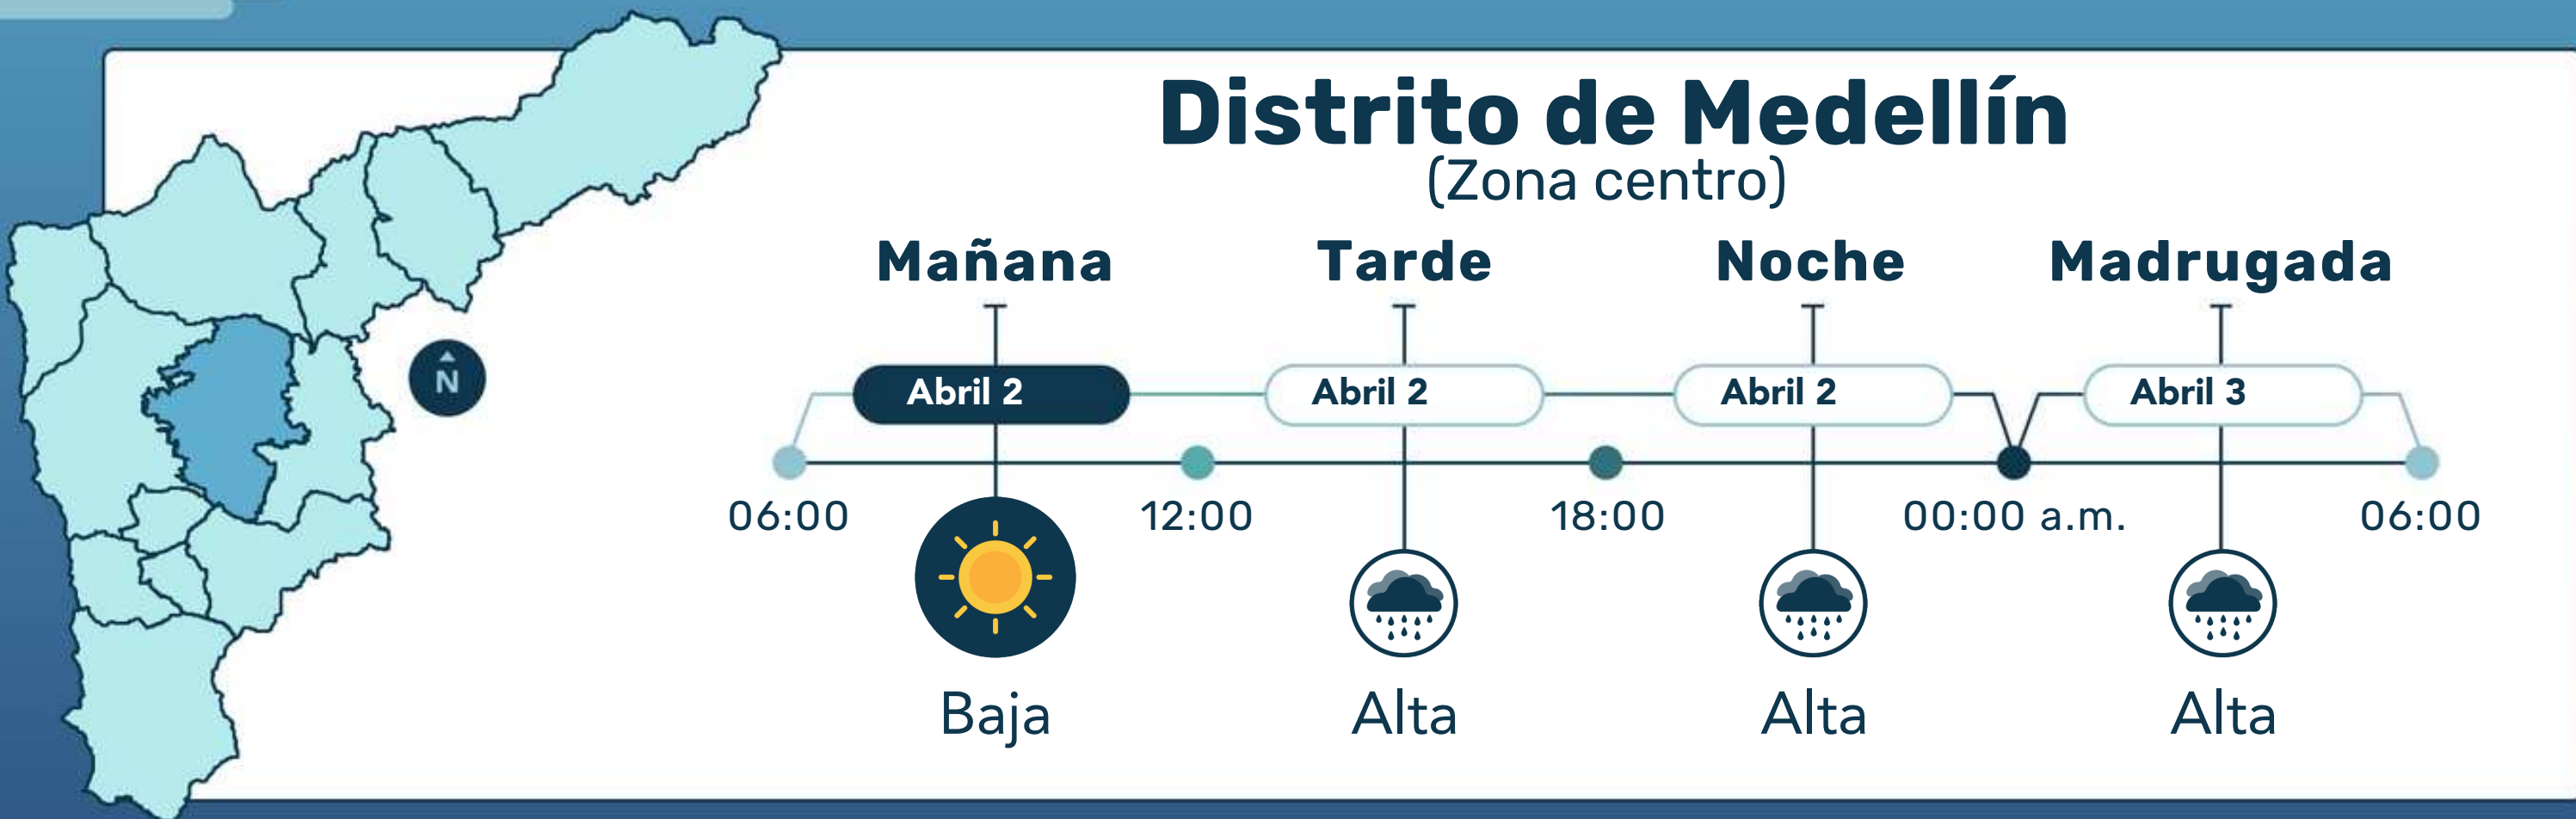 Distrito de Medellín
(Zona centro)
Mañana Tarde Noche Madrugada
Abril 2 Abril 2 Abril 2 Abril 3
N
06:00 12:00 18:00 00:00 a.m. 06:00
Baja Alta Alta Alta